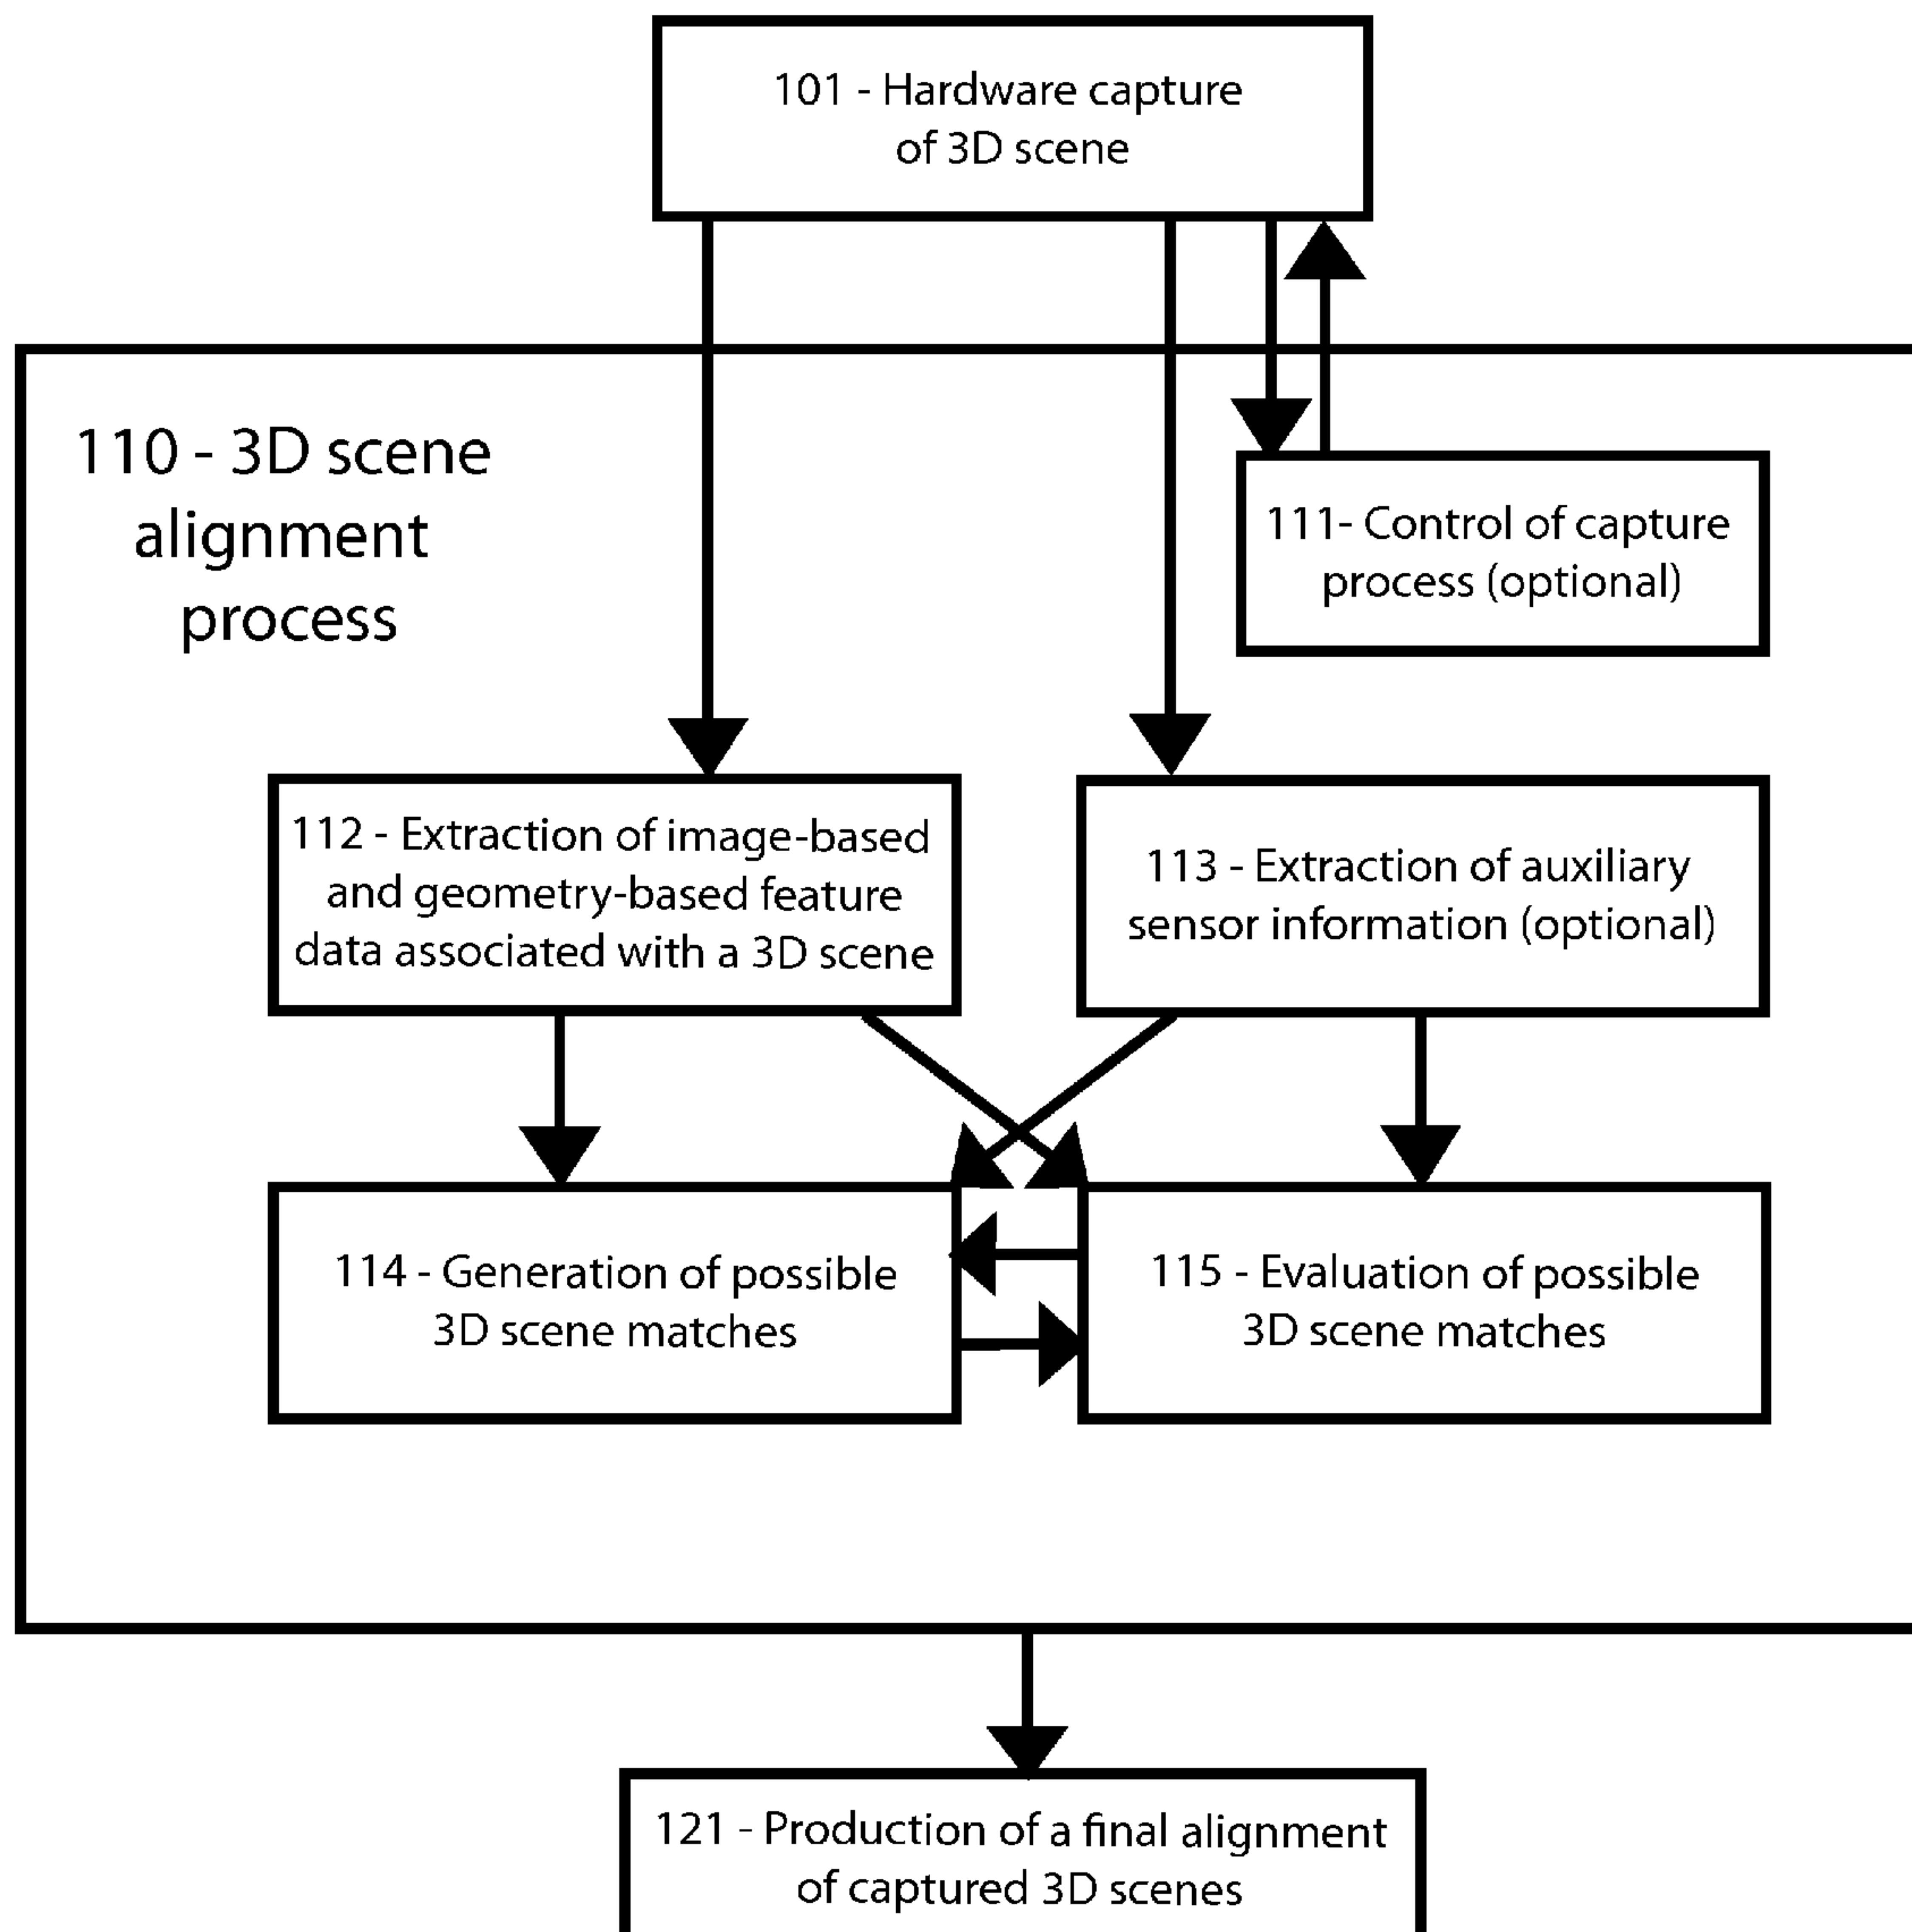 101 - Hardware capture
of 3D scene
110 - 3D scene
alignment
process
111- Control of capture
process (optional)
112 - Extraction of image-based
and geometry-based feature
data associated with a 3D scene
113 - Extraction of auxiliary
sensor information (optional)
114 - Generation of possible
3D scene matches
115 - Evaluation of possible
3D scene matches
121 - Production of a final alignment
of captured 3D scenes